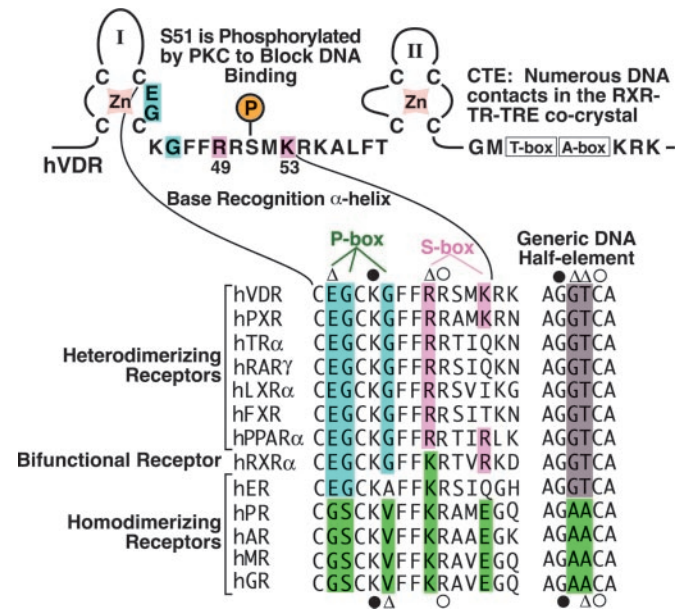 I
S51 is Phosphorylated
by PKC to Block DNA
Binding
II
C C
Zn
E
G
C C
P
C C
Zn
C C
CTE: Numerous DNA
contacts in the RXR-
TR-TRE co-crystal
hVDR
KGFFRRSMKRKALFT
49 53
GM T-box A-box KRK
Base Recognition α-helix
P-box
S-box
Generic DNA
Half-element
Δ ● Δ○ ● ΔΔ○
hVDR CEGCKGFFRRSMKRK AGGTCA
hPXR CEGCKGFFRRAMKRN AGGTCA
hTRα CEGCKGFFRRTIQKN AGGTCA
Heterodimerizing
Receptors
hRARγ CEGCKGFFRRSIQKN AGGTCA
hLXRα CEGCKGFFRRSVIKG AGGTCA
hFXR CEGCKGFFRRSITKN AGGTCA
hPPARα CEGCKGFFRRTIRLK AGGTCA
Bifunctional Receptor hRXRα CEGCKGFFKRTVRKD AGGTCA
hER CEGCKAFFKRSIQGH AGGTCA
Homodimerizing
Receptors
hPR CGSCKVFFKRAMEGQ AGAACA
hAR CGSCKVFFKRAAEGK AGAACA
hMR CGSCKVFFKRAVEGQ AGAACA
hGR CGSCKVFFKRAVEGQ AGAACA
● Δ ○ ● Δ ○